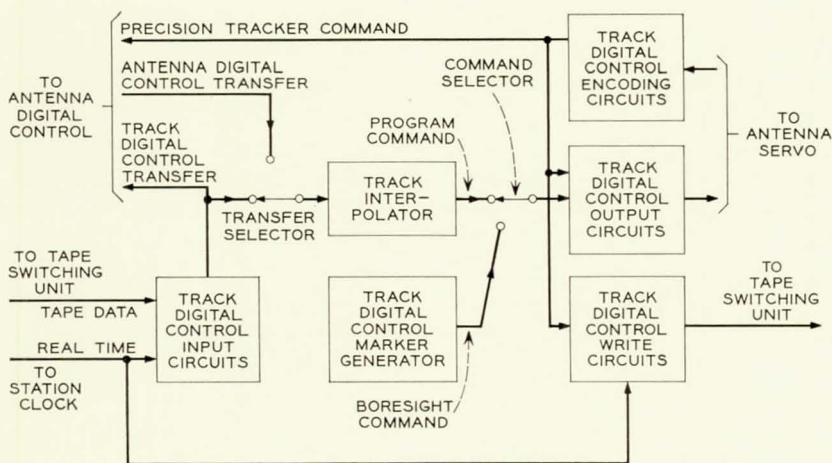 PRECISION TRACKER COMMAND
TO
ANTENNA
DIGITAL
CONTROL
ANTENNA DIGITAL
CONTROL TRANSFER
TRACK
DIGITAL
CONTROL
TRANSFER
TRANSFER
SELECTOR
COMMAND
SELECTOR
PROGRAM
COMMAND
TRACK
DIGITAL
CONTROL
ENCODING
CIRCUITS
TO
ANTENNA
SERVO
TRACK
INTER-
POLATOR
TRACK
DIGITAL
CONTROL
OUTPUT
CIRCUITS
TO TAPE
SWITCHING
UNIT
TAPE DATA
REAL TIME
TO
STATION
CLOCK
TRACK
DIGITAL
CONTROL
INPUT
CIRCUITS
TRACK
DIGITAL
CONTROL
MARKER
GENERATOR
BORESIGHT
COMMAND
TRACK
DIGITAL
CONTROL
WRITE
CIRCUITS
TO
TAPE
SWITCHING
UNIT